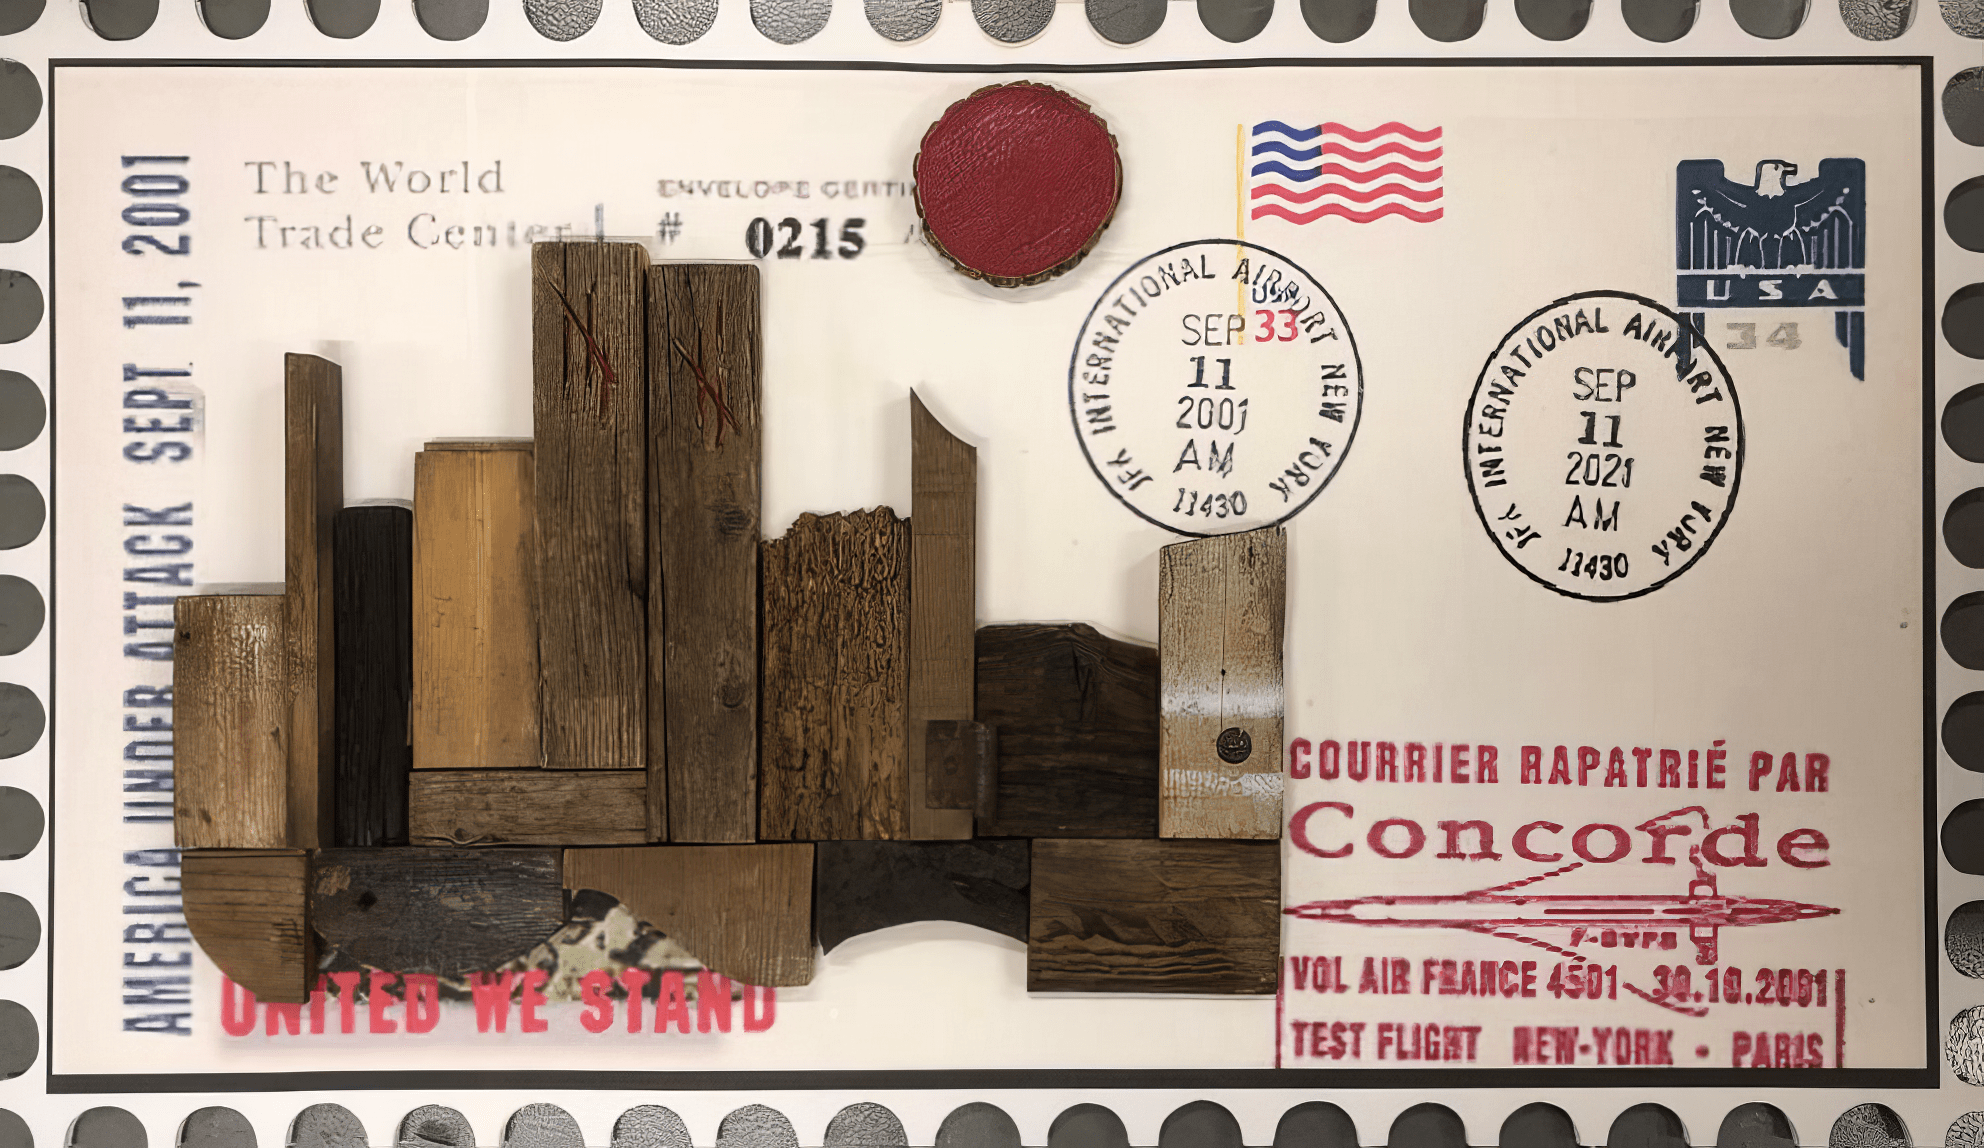 AMERICA UNDER ATTACK SEPT. 11, 2001
The World
Trade Center
ENVELOPE CERTI
# 0215
USA
34
JFK INTERNATIONAL AIRPORT NEW YORK
SEP 33
11
2001
AM
11430
JFK INTERNATIONAL AIRPORT NEW YORK
SEP
11
2021
AM
11430
COURRIER RAPATRIÉ PAR
Concorde
VOL AIR FRANCE 4501 30.10.2001
TEST FLIGHT NEW-YORK - PARIS
UNITED WE STAND